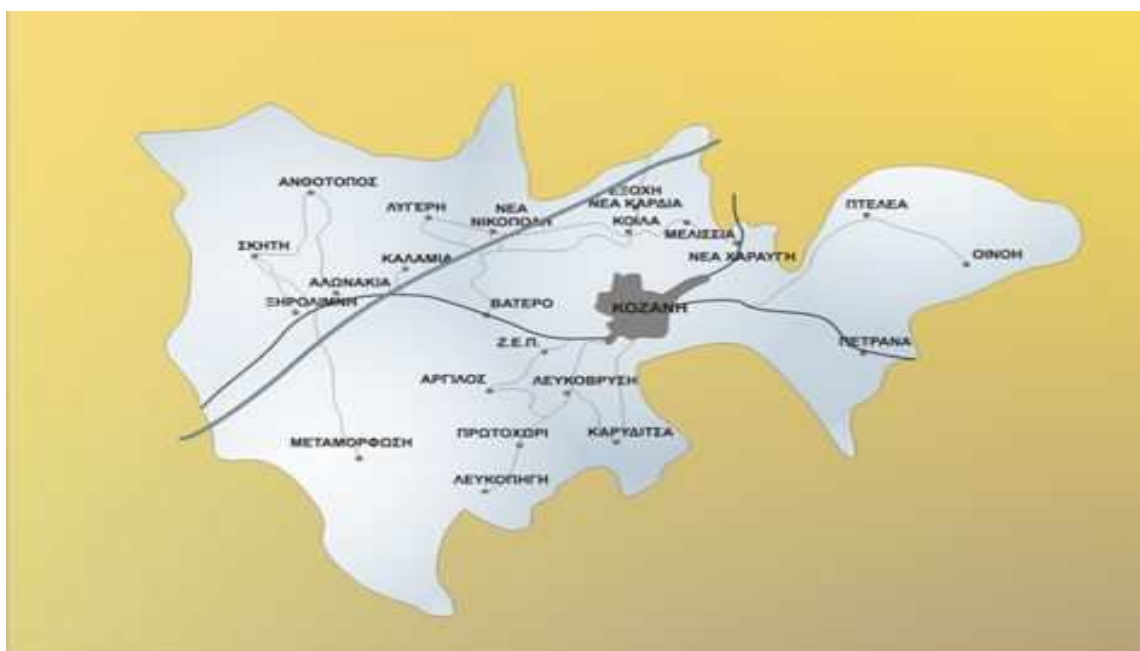 ΑΝΘΟΤΟΠΟΣ
ΛΥΓΕΡΗ
ΝΕΑ
ΝΙΚΟΠΟΛΗ
ΕΞΟΧΗ
ΝΕΑ ΚΑΡΔΙΑ
ΚΟΙΛΑ
ΠΤΕΛΕΑ
ΜΕΛΙΣΣΙΑ
ΣΚΗΤΗ
ΚΑΛΑΜΙΑ
ΝΕΑ ΧΑΡΑΥΓΗ
ΟΙΝΟΗ
ΑΛΩΝΑΚΙΑ
ΞΗΡΟΛΙΜΝΗ
ΒΑΤΕΡΟ
ΚΟΖΑΝΗ
Ζ.Ε.Π.
ΠΕΤΡΑΝΑ
ΑΡΓΙΛΟΣ
ΛΕΥΚΟΒΡΥΣΗ
ΜΕΤΑΜΟΡΦΩΣΗ
ΠΡΩΤΟΧΩΡΙ
ΚΑΡΥΔΙΤΣΑ
ΛΕΥΚΟΠΗΓΗ